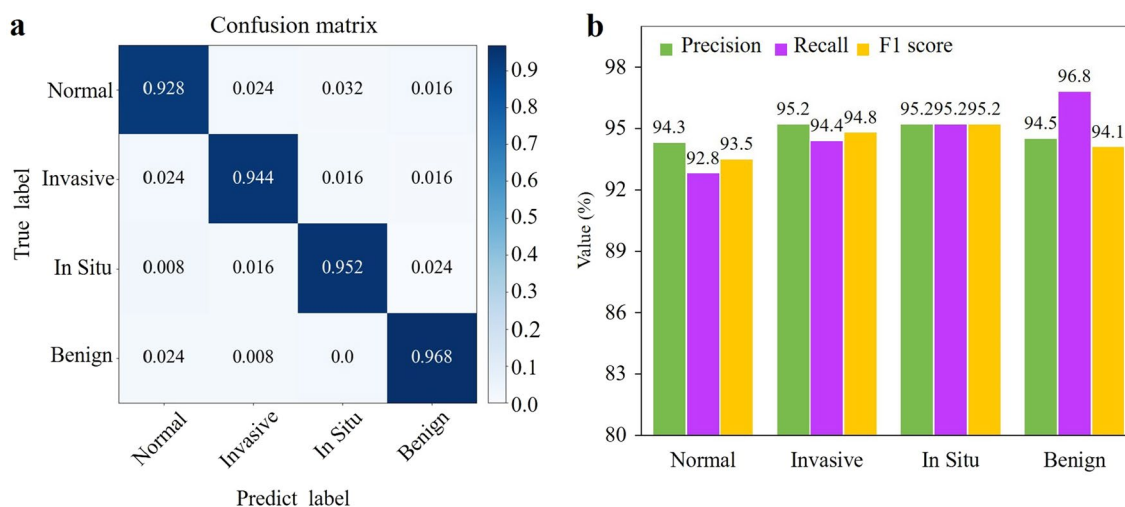 a
Confusion matrix
True label
Normal
Invasive
In Situ
Benign
0.928 0.024 0.032 0.016
0.024 0.944 0.016 0.016
0.008 0.016 0.952 0.024
0.024 0.008 0.0 0.968
Normal Invasive In Situ Benign
Predict label
0.9
0.8
0.7
0.6
0.5
0.4
0.3
0.2
0.1
0.0
b
Precision Recall F1 score
Value (%)
98
95
92
89
86
83
80
94.3 92.8 93.5
95.2 94.4 94.8
95.2 95.2 95.2
94.5 96.8 94.1
Normal Invasive In Situ Benign